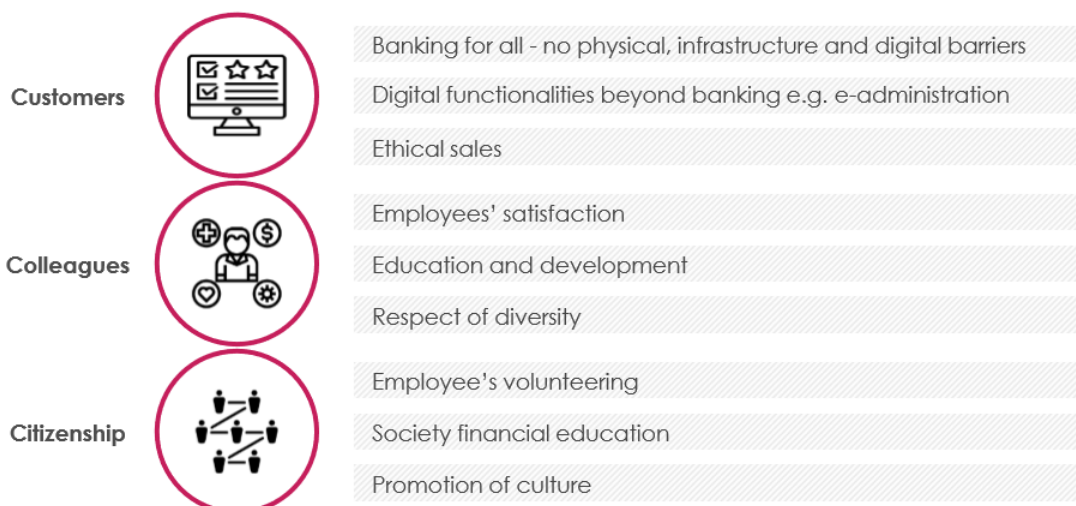 Customers
Banking for all - no physical, infrastructure and digital barriers
Digital functionalities beyond banking e.g. e-administration
Ethical sales
Colleagues
Employees’ satisfaction
Education and development
Respect of diversity
Citizenship
Employee’s volunteering
Society financial education
Promotion of culture